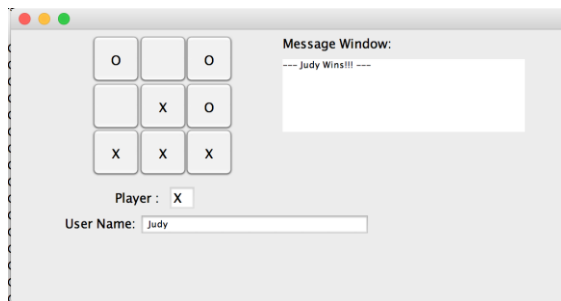 O O
X O
X X X
Player : X
User Name: Judy
Message Window:
--- Judy Wins!!! ---